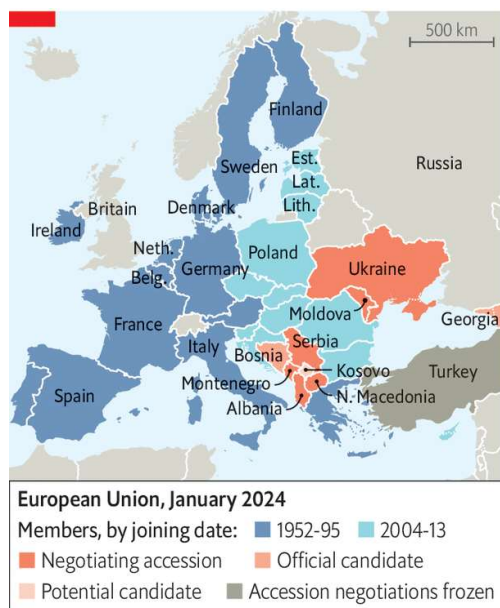 500 km
Finland
Sweden
Est.
Russia
Lat.
Britain
Denmark
Lith.
Ireland
Neth.
Poland
Belg.
Germany
Ukraine
Moldova
France
Georgia
Serbia
Italy
Bosnia
Kosovo
Turkey
Montenegro
Spain
N. Macedonia
Albania
European Union, January 2024
Members, by joining date: 1952-95 2004-13
Negotiating accession Official candidate
Potential candidate Accession negotiations frozen